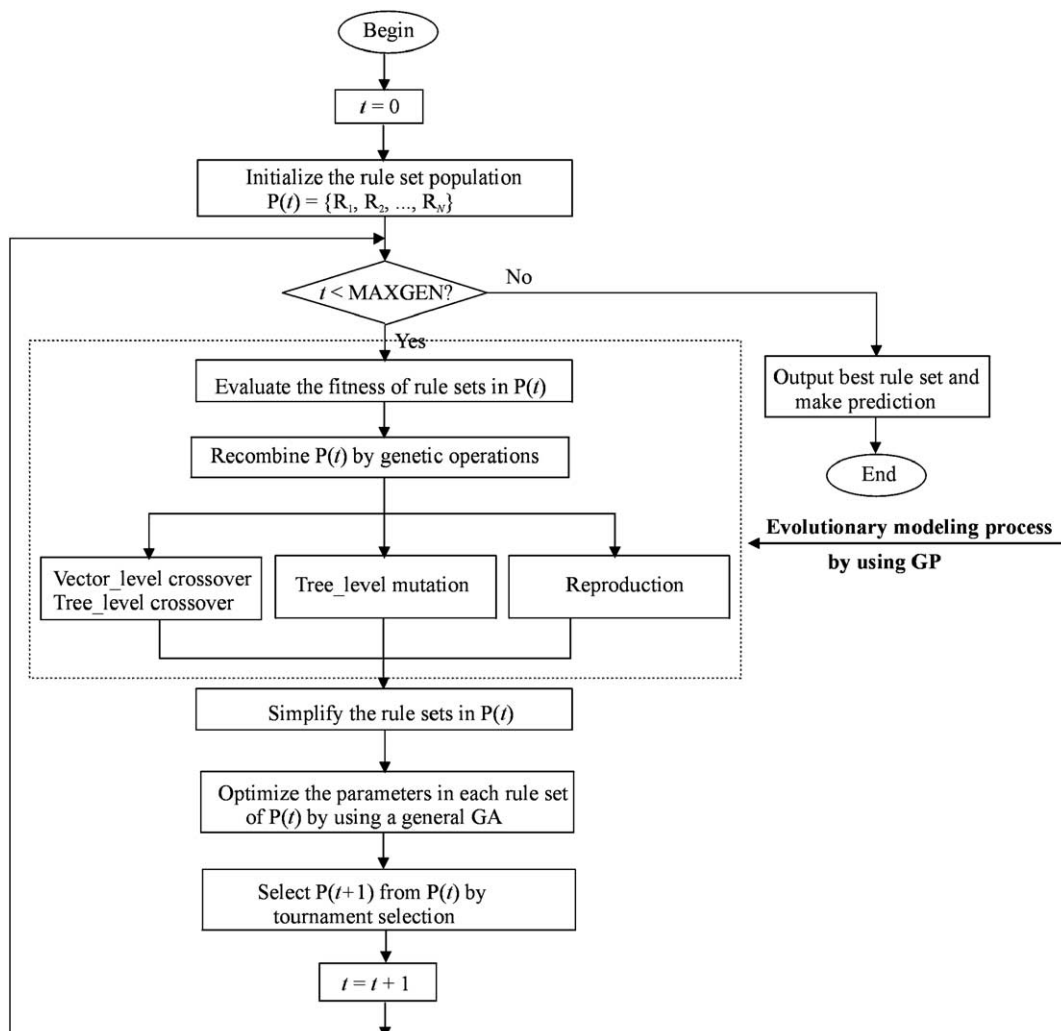 Begin
t = 0
Initialize the rule set population
P(t) = {R1, R2, ..., RN}
t < MAXGEN?
No
Yes
Evaluate the fitness of rule sets in P(t)
Output best rule set and
make prediction
Recombine P(t) by genetic operations
End
Evolutionary modeling process
by using GP
Vector_level crossover
Tree_level crossover
Tree_level mutation
Reproduction
Simplify the rule sets in P(t)
Optimize the parameters in each rule set
of P(t) by using a general GA
Select P(t+1) from P(t) by
tournament selection
t = t + 1